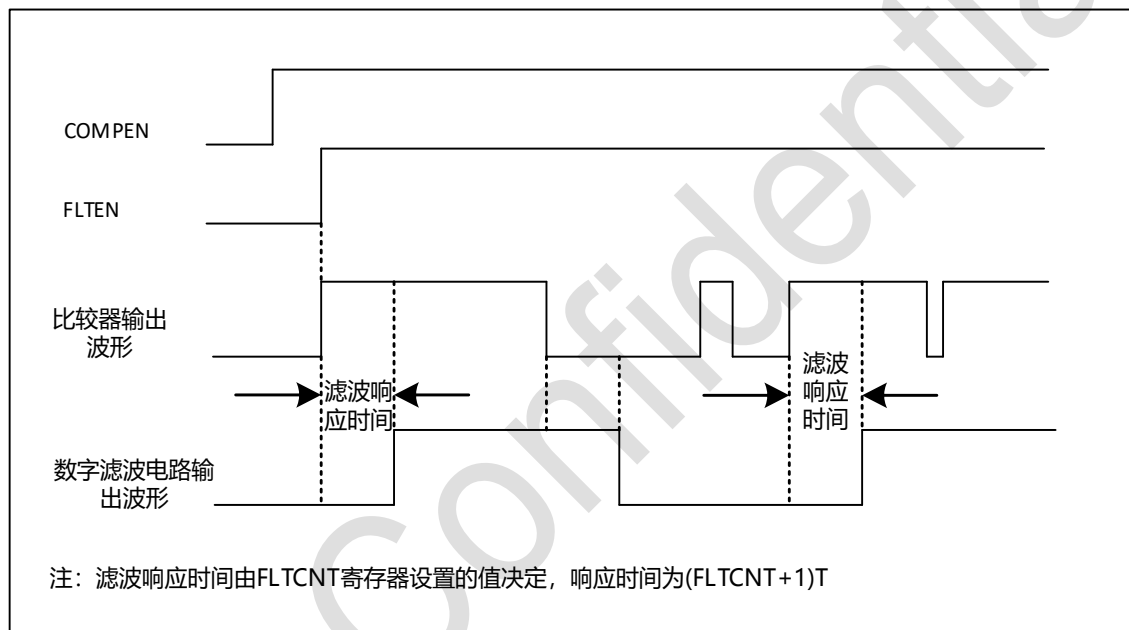 COMPEN
FLTEN
比较器输出
波形
滤波响
应时间
滤波
响应
时间
数字滤波电路输
出波形
注：滤波响应时间由FLTCNT寄存器设置的值决定，响应时间为(FLTCNT+1)T
Confidential